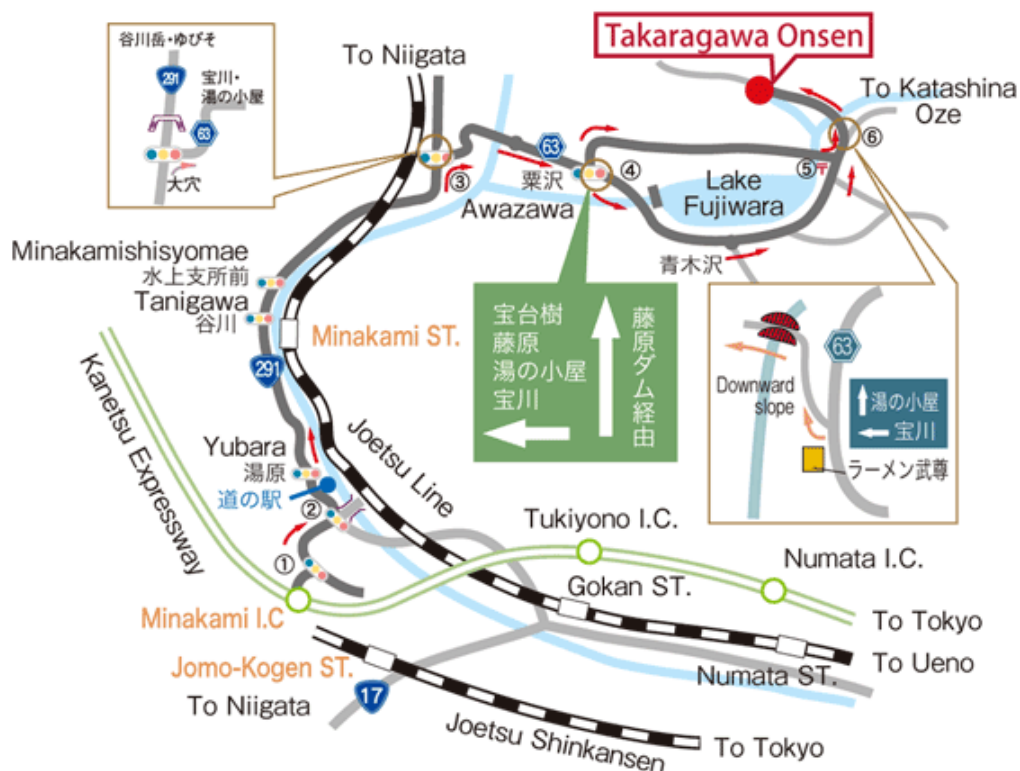 谷川岳・ゆびそ
291
宝川・
湯の小屋
63
大穴
To Niigata
Takaragawa Onsen
To Katashina
Oze
③
63
粟沢
Awazawa
④
⑤
〒
⑥
Lake
Fujiwara
青木沢
Minakamishisyomae
水上支所前
Tanigawa
谷川
Minakami ST.
291
宝台樹
藤原
湯の小屋
宝川
藤原ダム経由
63
Downward
slope
湯の小屋
宝川
ラーメン武尊
Kanetsu Expressway
Yubara
湯原
道の駅
②
①
Joetsu Line
Tukiyono I.C.
Numata I.C.
Gokan ST.
Minakami I.C
To Tokyo
To Ueno
Numata ST.
Jomo-Kogen ST.
To Niigata
17
Joetsu Shinkansen
To Tokyo